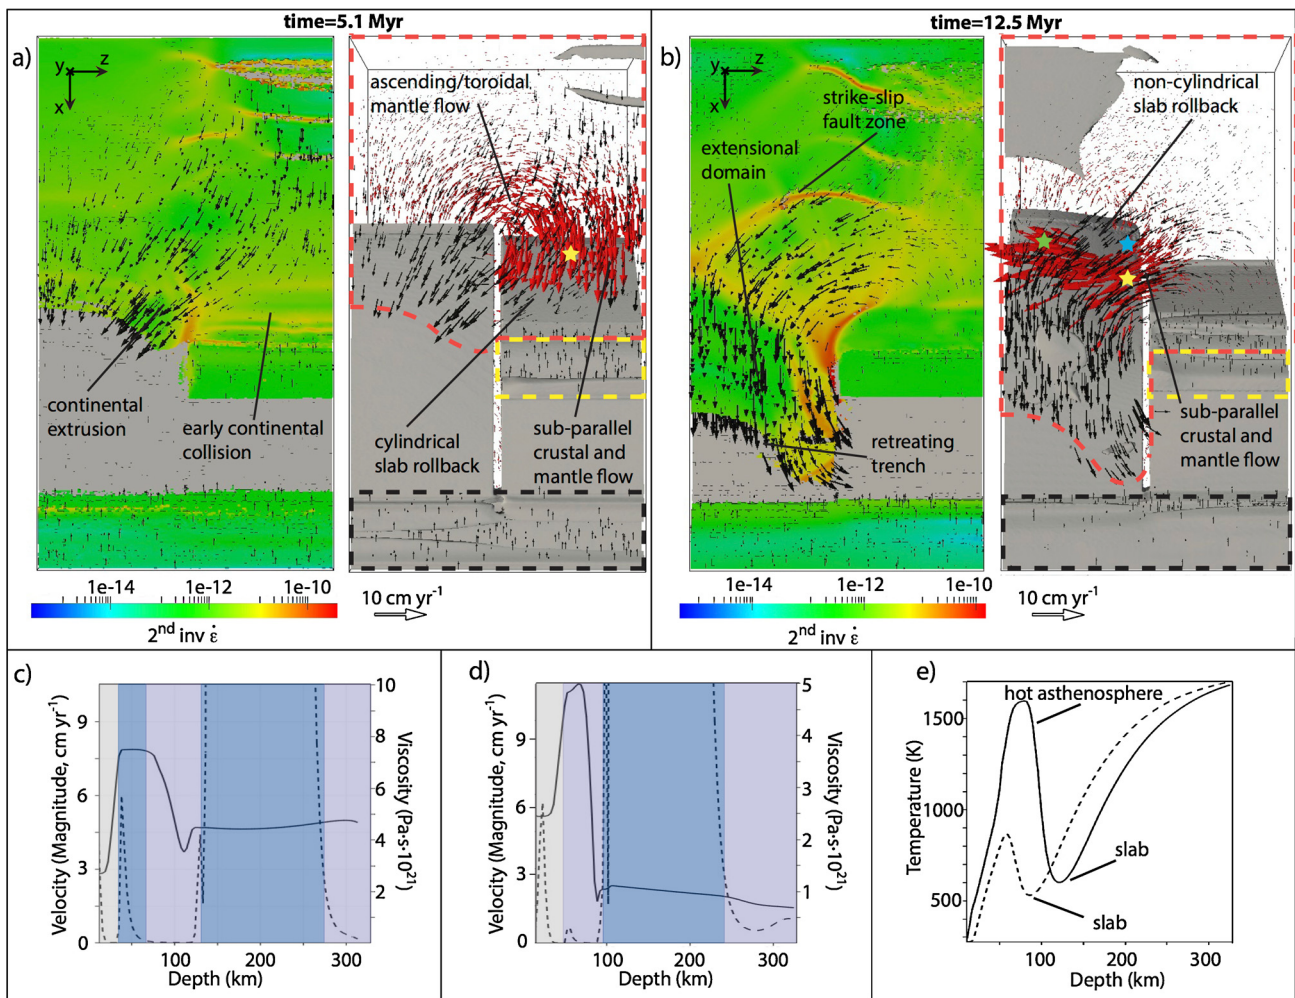 time=5.1 Myr
time=12.5 Myr
a)
y
z
x
ascending/toroidal
mantle flow
continental
extrusion
early continental
collision
cylindrical
slab rollback
sub-parallel
crustal and
mantle flow
1e-14
1e-12
1e-10
2nd inv ε̇
10 cm yr-1
b)
y
z
x
strike-slip
fault zone
extensional
domain
non-cylindrical
slab rollback
retreating
trench
sub-parallel
crustal and
mantle flow
1e-14
1e-12
1e-10
2nd inv ε̇
10 cm yr-1
c)
Velocity (Magnitude, cm yr-1)
9
6
3
0
10
8
6
4
2
Viscosity (Pa·s·1021)
0
100
200
300
Depth (km)
d)
Velocity (Magnitude, cm yr-1)
9
6
3
0
5
4
3
2
1
Viscosity (Pa·s·1021)
0
100
200
300
Depth (km)
e)
hot asthenosphere
Temperature (K)
1500
1000
500
slab
slab
100
200
300
Depth (km)